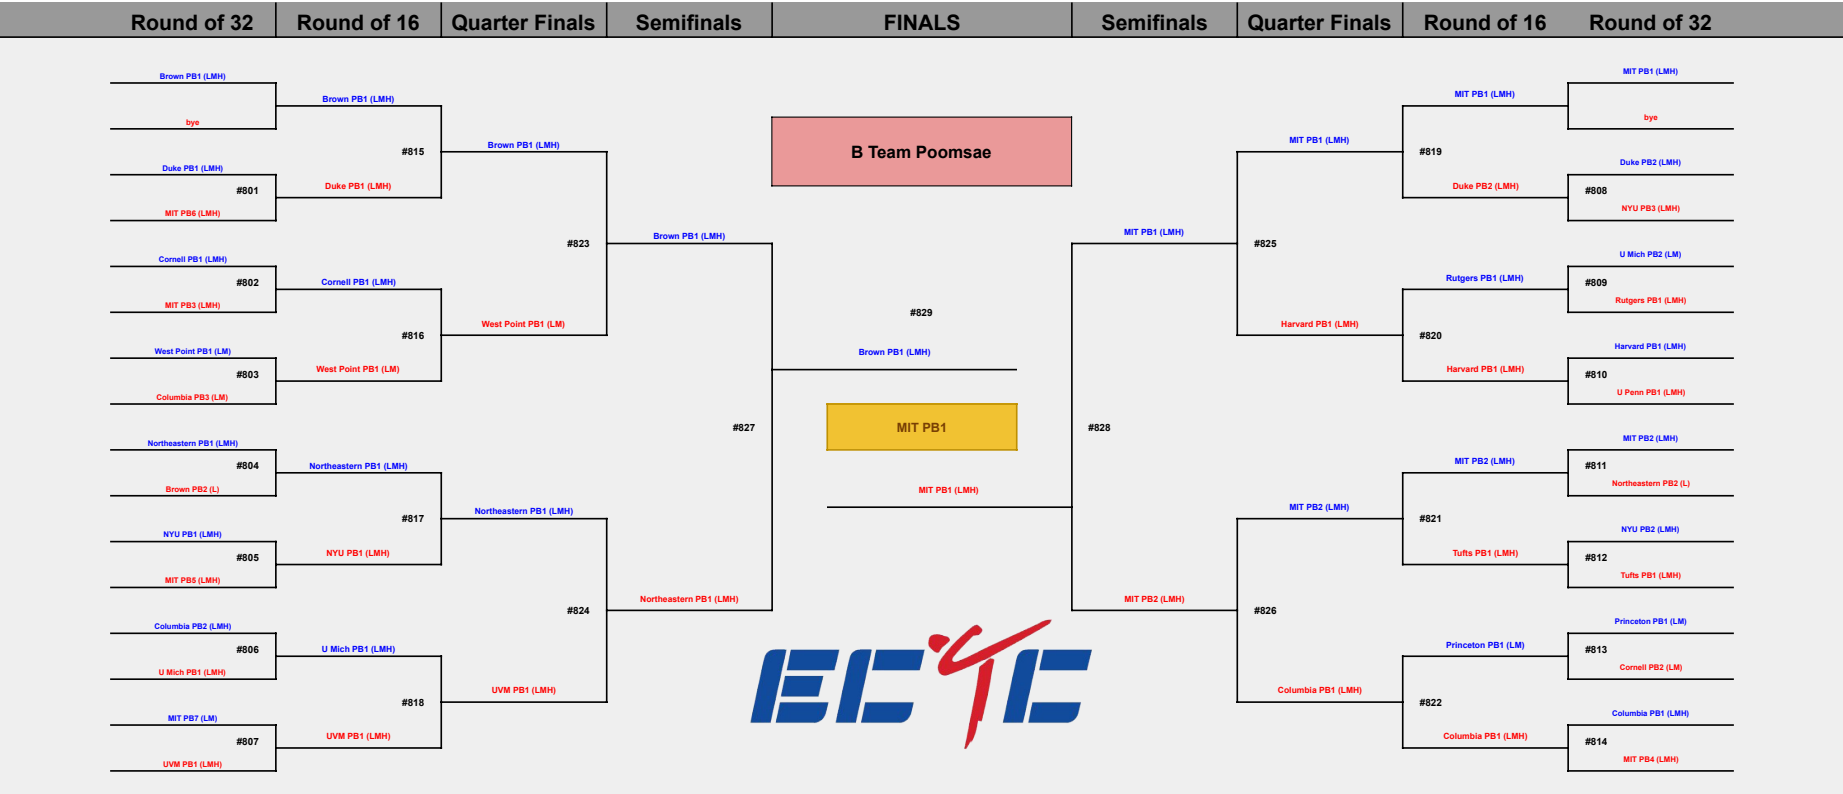 Round of 32 Round of 16 Quarter Finals Semifinals FINALS Semifinals Quarter Finals Round of 16 Round of 32
Brown PB1 (LMH)
bye
Duke PB1 (LMH)
#801
MIT PB6 (LMH)
Cornell PB1 (LMH)
#802
MIT PB3 (LMH)
West Point PB1 (LM)
#803
Columbia PB3 (LM)
Northeastern PB1 (LMH)
#804
Brown PB2 (L)
NYU PB1 (LMH)
#805
MIT PB5 (LMH)
Columbia PB2 (LMH)
#806
U Mich PB1 (LMH)
MIT PB7 (LM)
#807
UVM PB1 (LMH)
Brown PB1 (LMH)
#815
Duke PB1 (LMH)
Cornell PB1 (LMH)
#816
West Point PB1 (LM)
Northeastern PB1 (LMH)
#817
NYU PB1 (LMH)
U Mich PB1 (LMH)
#818
UVM PB1 (LMH)
Brown PB1 (LMH)
#823
West Point PB1 (LM)
Northeastern PB1 (LMH)
#824
UVM PB1 (LMH)
Brown PB1 (LMH)
#827
Northeastern PB1 (LMH)
B Team Poomsae
#829
Brown PB1 (LMH)
MIT PB1
MIT PB1 (LMH)
ECTC
MIT PB1 (LMH)
#828
MIT PB2 (LMH)
MIT PB1 (LMH)
#825
Harvard PB1 (LMH)
MIT PB2 (LMH)
#826
Columbia PB1 (LMH)
MIT PB1 (LMH)
#819
Duke PB2 (LMH)
Rutgers PB1 (LMH)
#820
Harvard PB1 (LMH)
MIT PB2 (LMH)
#821
Tufts PB1 (LMH)
Princeton PB1 (LM)
#822
Columbia PB1 (LMH)
MIT PB1 (LMH)
bye
Duke PB2 (LMH)
#808
NYU PB3 (LMH)
U Mich PB2 (LM)
#809
Rutgers PB1 (LMH)
Harvard PB1 (LMH)
#810
U Penn PB1 (LMH)
MIT PB2 (LMH)
#811
Northeastern PB2 (L)
NYU PB2 (LMH)
#812
Tufts PB1 (LMH)
Princeton PB1 (LM)
#813
Cornell PB2 (LM)
Columbia PB1 (LMH)
#814
MIT PB4 (LMH)